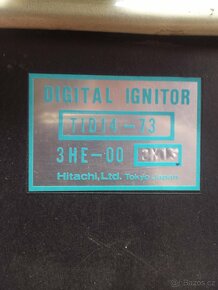 DIGITAL IGNITOR
TID14-73
3HE-00
Hitachi, Ltd. Tokyo Japan